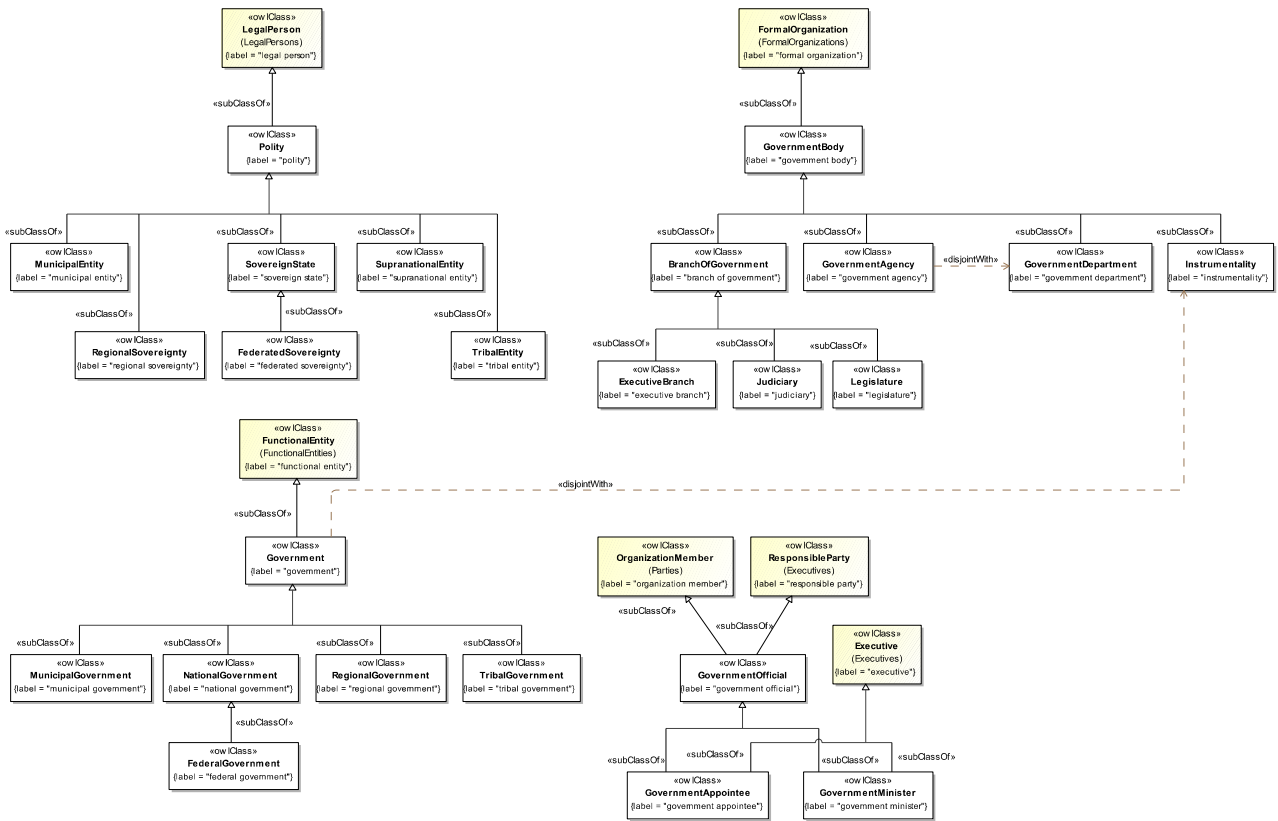 «owlClass»
LegalPerson
(LegalPersons)
{label = "legal person"}
«subClassOf»
«owlClass»
Polity
{label = "polity"}
«subClassOf»
«subClassOf»
«subClassOf»
«owlClass»
MunicipalEntity
{label = "municipal entity"}
«owlClass»
SovereignState
{label = "sovereign state"}
«owlClass»
SupranationalEntity
{label = "supranational entity"}
«subClassOf»
«subClassOf»
«subClassOf»
«owlClass»
RegionalSovereignty
{label = "regional sovereignty"}
«owlClass»
FederatedSovereignty
{label = "federated sovereignty"}
«owlClass»
TribalEntity
{label = "tribal entity"}
«owlClass»
FormalOrganization
(FormalOrganizations)
{label = "formal organization"}
«subClassOf»
«owlClass»
GovernmentBody
{label = "government body"}
«subClassOf»
«subClassOf»
«subClassOf»
«subClassOf»
«owlClass»
BranchOfGovernment
{label = "branch of government"}
«owlClass»
GovernmentAgency
{label = "government agency"}
«disjointWith»
«owlClass»
GovernmentDepartment
{label = "government department"}
«owlClass»
Instrumentality
{label = "instrumentality"}
«subClassOf»
«subClassOf»
«subClassOf»
«owlClass»
ExecutiveBranch
{label = "executive branch"}
«owlClass»
Judiciary
{label = "judiciary"}
«owlClass»
Legislature
{label = "legislature"}
«owlClass»
FunctionalEntity
(FunctionalEntities)
{label = "functional entity"}
«disjointWith»
«subClassOf»
«owlClass»
Government
{label = "government"}
«subClassOf»
«subClassOf»
«subClassOf»
«subClassOf»
«owlClass»
MunicipalGovernment
{label = "municipal government"}
«owlClass»
NationalGovernment
{label = "national government"}
«owlClass»
RegionalGovernment
{label = "regional government"}
«owlClass»
TribalGovernment
{label = "tribal government"}
«subClassOf»
«owlClass»
FederalGovernment
{label = "federal government"}
«owlClass»
OrganizationMember
(Parties)
{label = "organization member"}
«owlClass»
ResponsibleParty
(Executives)
{label = "responsible party"}
«subClassOf»
«subClassOf»
«owlClass»
Executive
(Executives)
{label = "executive"}
«owlClass»
GovernmentOfficial
{label = "government official"}
«subClassOf»
«subClassOf»
«subClassOf»
«subClassOf»
«owlClass»
GovernmentAppointee
{label = "government appointee"}
«owlClass»
GovernmentMinister
{label = "government minister"}